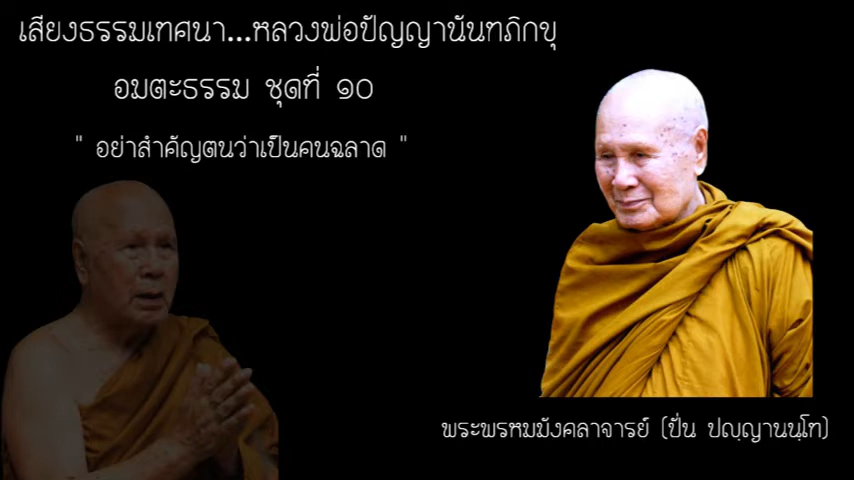 เสียงธรรมเทศนา...หลวงพ่อปัญญานันทภิกขุ
อมตะธรรม ชุดที่ ๑๐
" อย่าสำคัญตนว่าเป็นคนฉลาด "
พระพรหมมังคลาจารย์ (ปั่น ปญฺญานนฺโท)